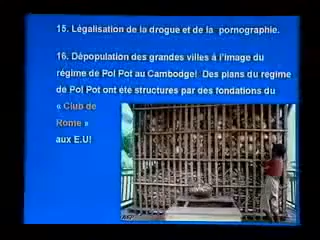 15. Légalisation de la drogue et de la pornographie.
16. Dépopulation des grandes villes à l'image du
régime de Pol Pot au Cambodge! Des plans du regime
de Pol Pot ont été structures par des fondations du
« Club de
Rome »
aux E.U!